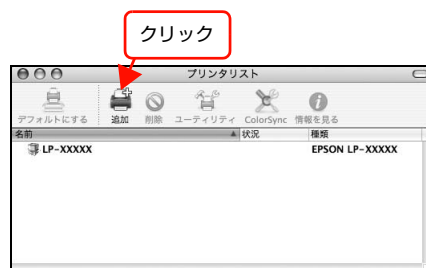 クリック
プリンタリスト
デフォルトにする 追加 削除 ユーティリティ ColorSync 情報を見る
名前 状況 種類
LP-XXXXX EPSON LP-XXXXX